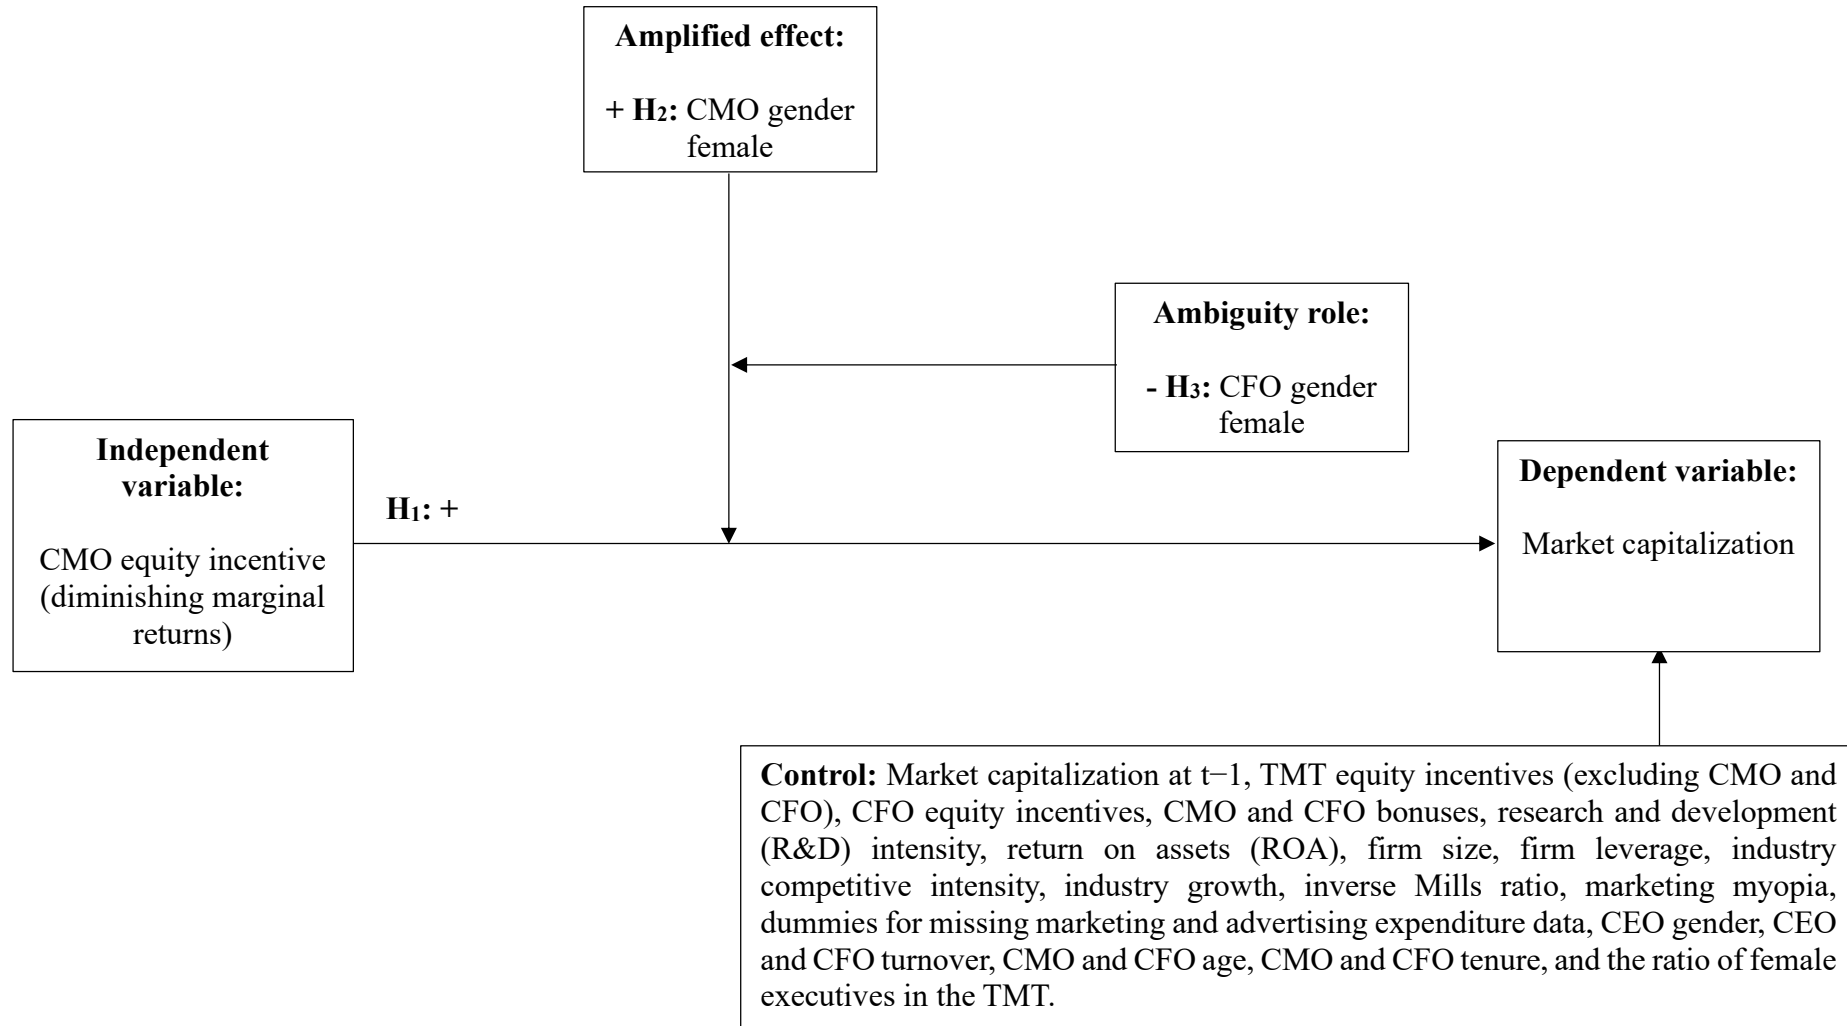 Amplified effect:
+ H₂: CMO gender
female
Ambiguity role:
- H₃: CFO gender
female
Independent
variable:
CMO equity incentive
(diminishing marginal
returns)
H₁: +
Dependent variable:
Market capitalization
Control: Market capitalization at t−1, TMT equity incentives (excluding CMO and
CFO), CFO equity incentives, CMO and CFO bonuses, research and development
(R&D) intensity, return on assets (ROA), firm size, firm leverage, industry
competitive intensity, industry growth, inverse Mills ratio, marketing myopia,
dummies for missing marketing and advertising expenditure data, CEO gender, CEO
and CFO turnover, CMO and CFO age, CMO and CFO tenure, and the ratio of female
executives in the TMT.